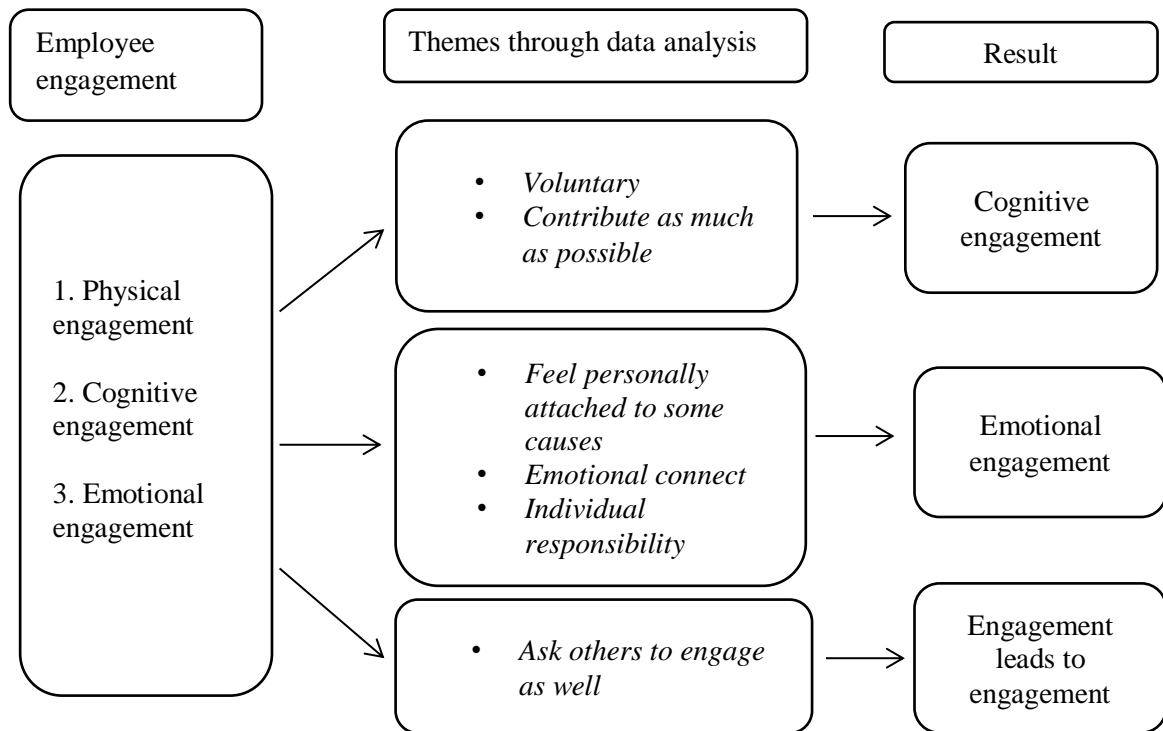 Employee
engagement
Themes through data analysis
Result
1. Physical
engagement
2. Cognitive
engagement
3. Emotional
engagement
• Voluntary
• Contribute as much
as possible
Cognitive
engagement
• Feel personally
attached to some
causes
• Emotional connect
• Individual
responsibility
Emotional
engagement
• Ask others to engage
as well
Engagement
leads to
engagement